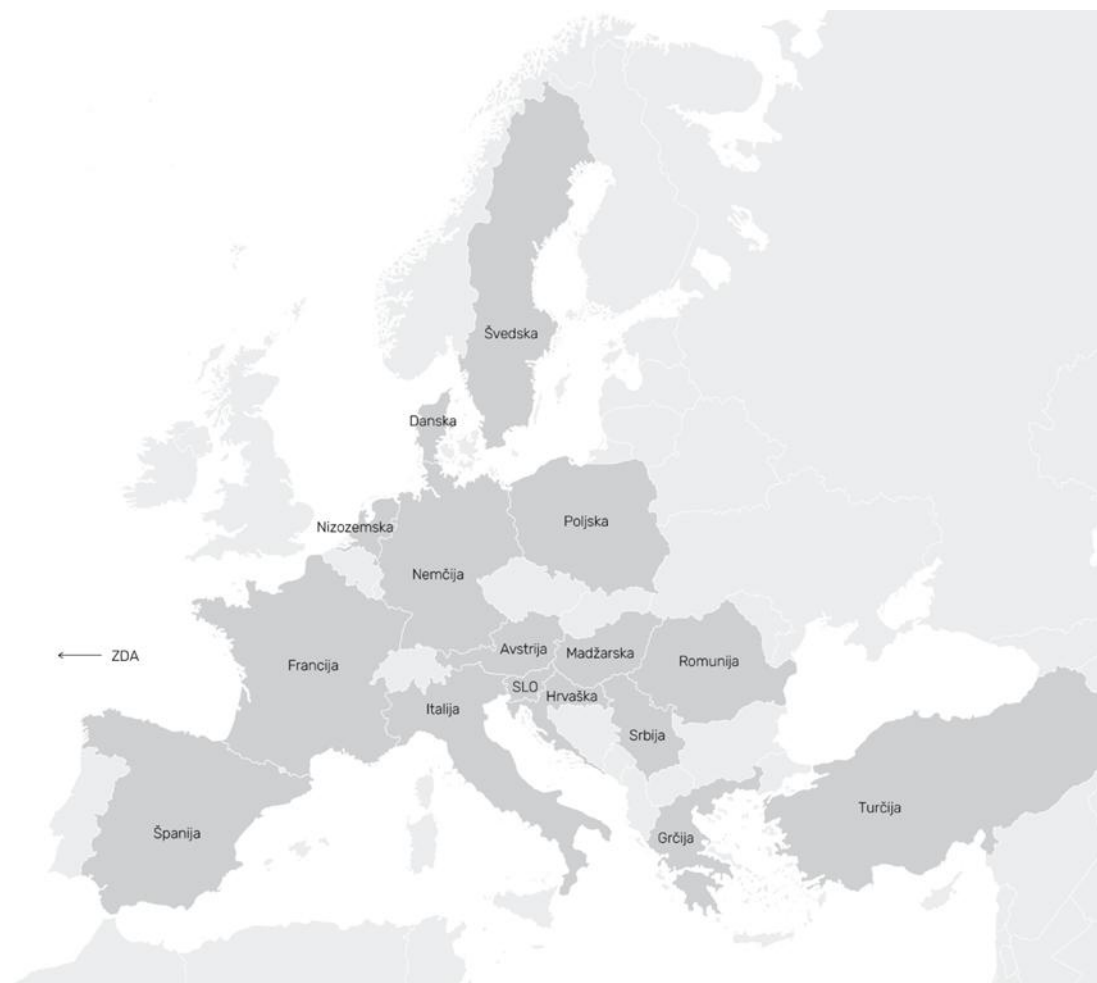 Švedska
Danska
Poljska
Nizozemska
Nemčija
Avstrija
Madžarska
ZDA
Francija
Romunija
SLO
Hrvaška
Italija
Srbija
Turčija
Španija
Grčija